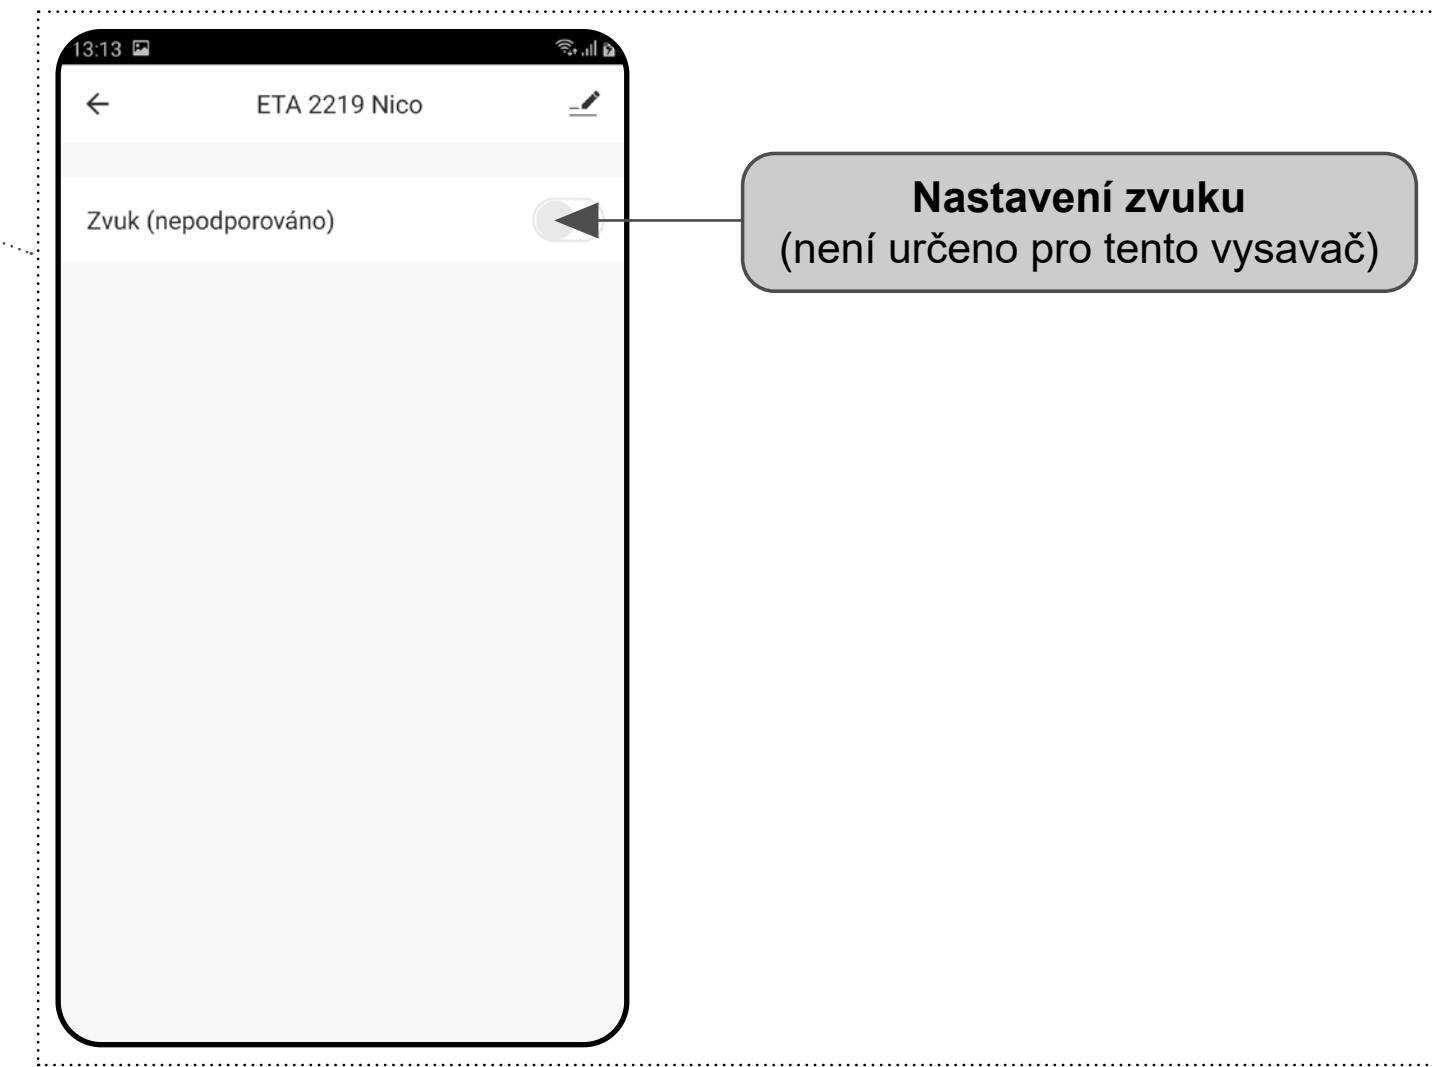 13:13
ETA 2219 Nico
Zvuk (nepodporováno)
Nastavení zvuku
(není určeno pro tento vysavač)